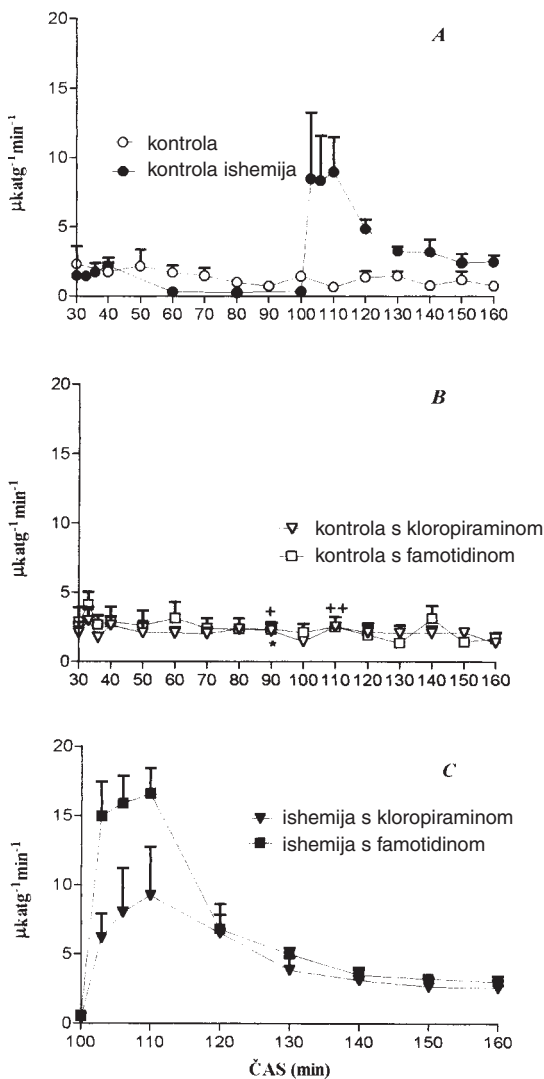 20
A
15
µkatg⁻¹min⁻¹
kontrola
kontrola ishemija
10
5
0
30 40 50 60 70 80 90 100 110 120 130 140 150 160
20
B
15
µkatg⁻¹min⁻¹
kontrola s kloropiraminom
kontrola s famotidinom
10
5
+ ++
*
0
30 40 50 60 70 80 90 100 110 120 130 140 150 160
20
C
15
µkatg⁻¹min⁻¹
ishemija s kloropiraminom
ishemija s famotidinom
10
5
0
100 110 120 130 140 150 160
ČAS (min)